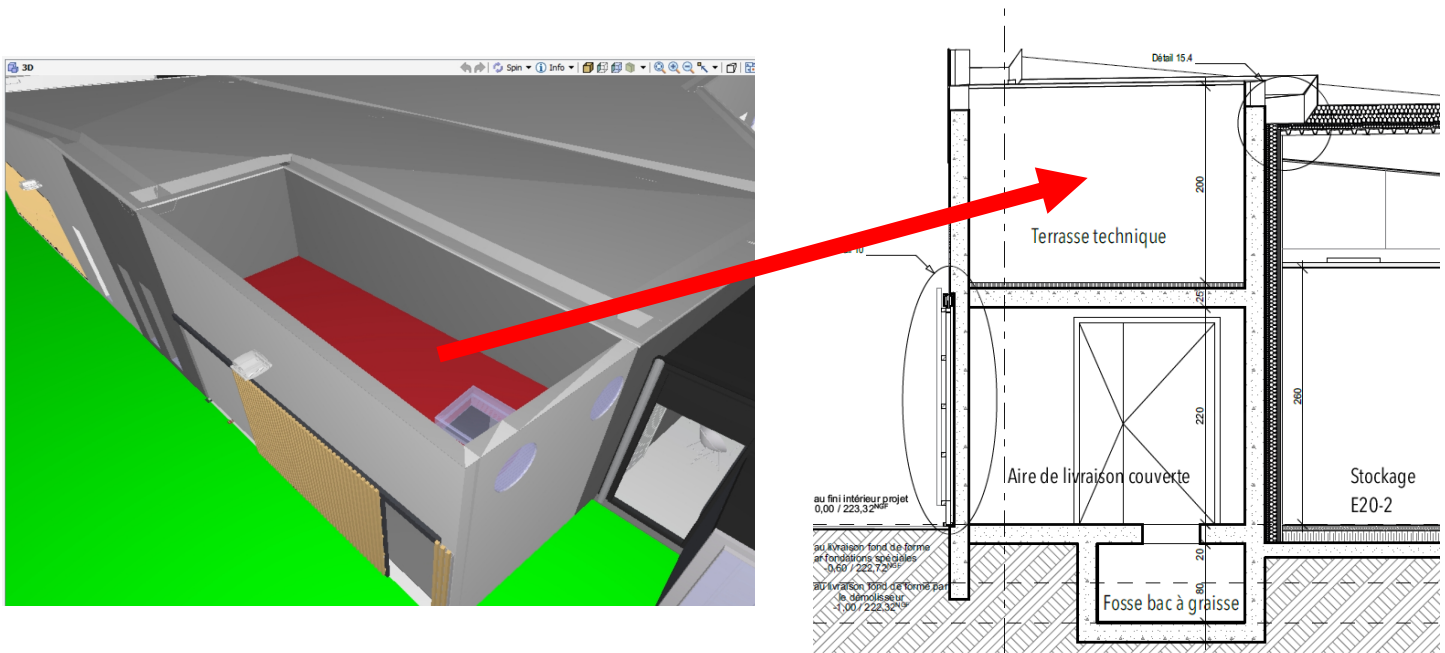 3D
Spin
Info
Détail 15.4
200
Terrasse technique
25
260
220
Aire de livraison couverte
Stockage
E20-2
au fini intérieur projet
0,00 / 223,32NGF
au livraison fond de forme
ar fondations spéciales
-0,60 / 222,72NGF
20
au livraison fond de forme par
le démolisseur
-1,00 / 222,32NGF
80
Fosse bac à graisse